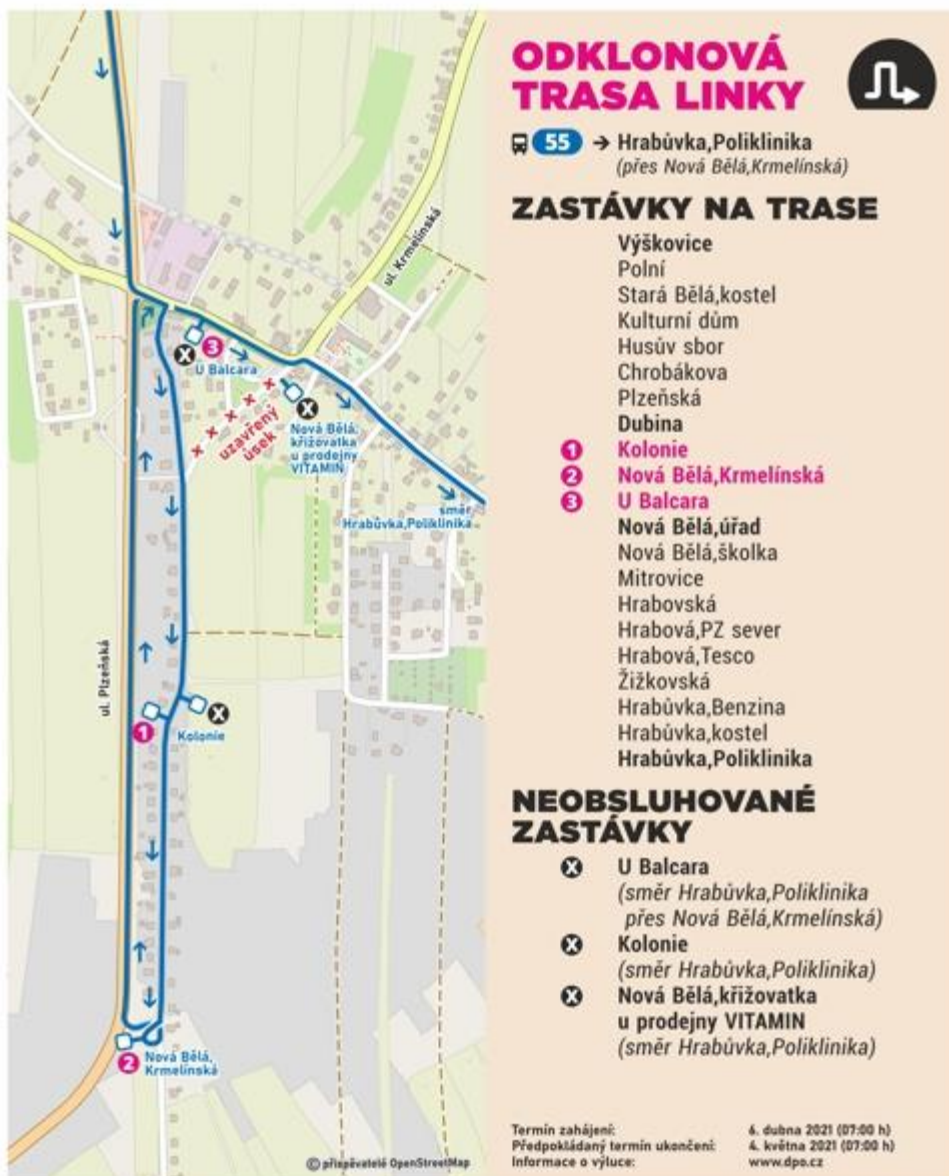 ODKLONOVÁ
TRASA LINKY
55 → Hrabůvka,Poliklinika
(přes Nová Bělá,Krmelínská)
ZASTÁVKY NA TRASE
Výškovice
Polní
Stará Bělá,kostel
Kulturní dům
Husův sbor
Chrobákova
Plzeňská
Dubina
1 Kolonie
2 Nová Bělá,Krmelínská
3 U Balcara
Nová Bělá,úřad
Nová Bělá,školka
Mitrovice
Hrabovská
Hrabová,PZ sever
Hrabová,Tesco
Žižkovská
Hrabůvka,Benzina
Hrabůvka,kostel
Hrabůvka,Poliklinika
NEOBSLUHOVANÉ
ZASTÁVKY
X U Balcara
(směr Hrabůvka,Poliklinika
přes Nová Bělá,Krmelínská)
X Kolonie
(směr Hrabůvka,Poliklinika)
X Nová Bělá,křižovatka
u prodejny VITAMIN
(směr Hrabůvka,Poliklinika)
Termín zahájení: 6. dubna 2021 (07:00 h)
Předpokládaný termín ukončení: 4. května 2021 (07:00 h)
Informace o výluce: www.dpo.cz
ul. Krmelínská
3
X
U Balcara
uzavřený
úsek
X
Nová Bělá,
křižovatka
u prodejny
VITAMIN
směr
Hrabůvka,Poliklinika
ul. Plzeňská
1
X
Kolonie
2
Nová Bělá,
Krmelínská
© přispěvatelé OpenStreetMap